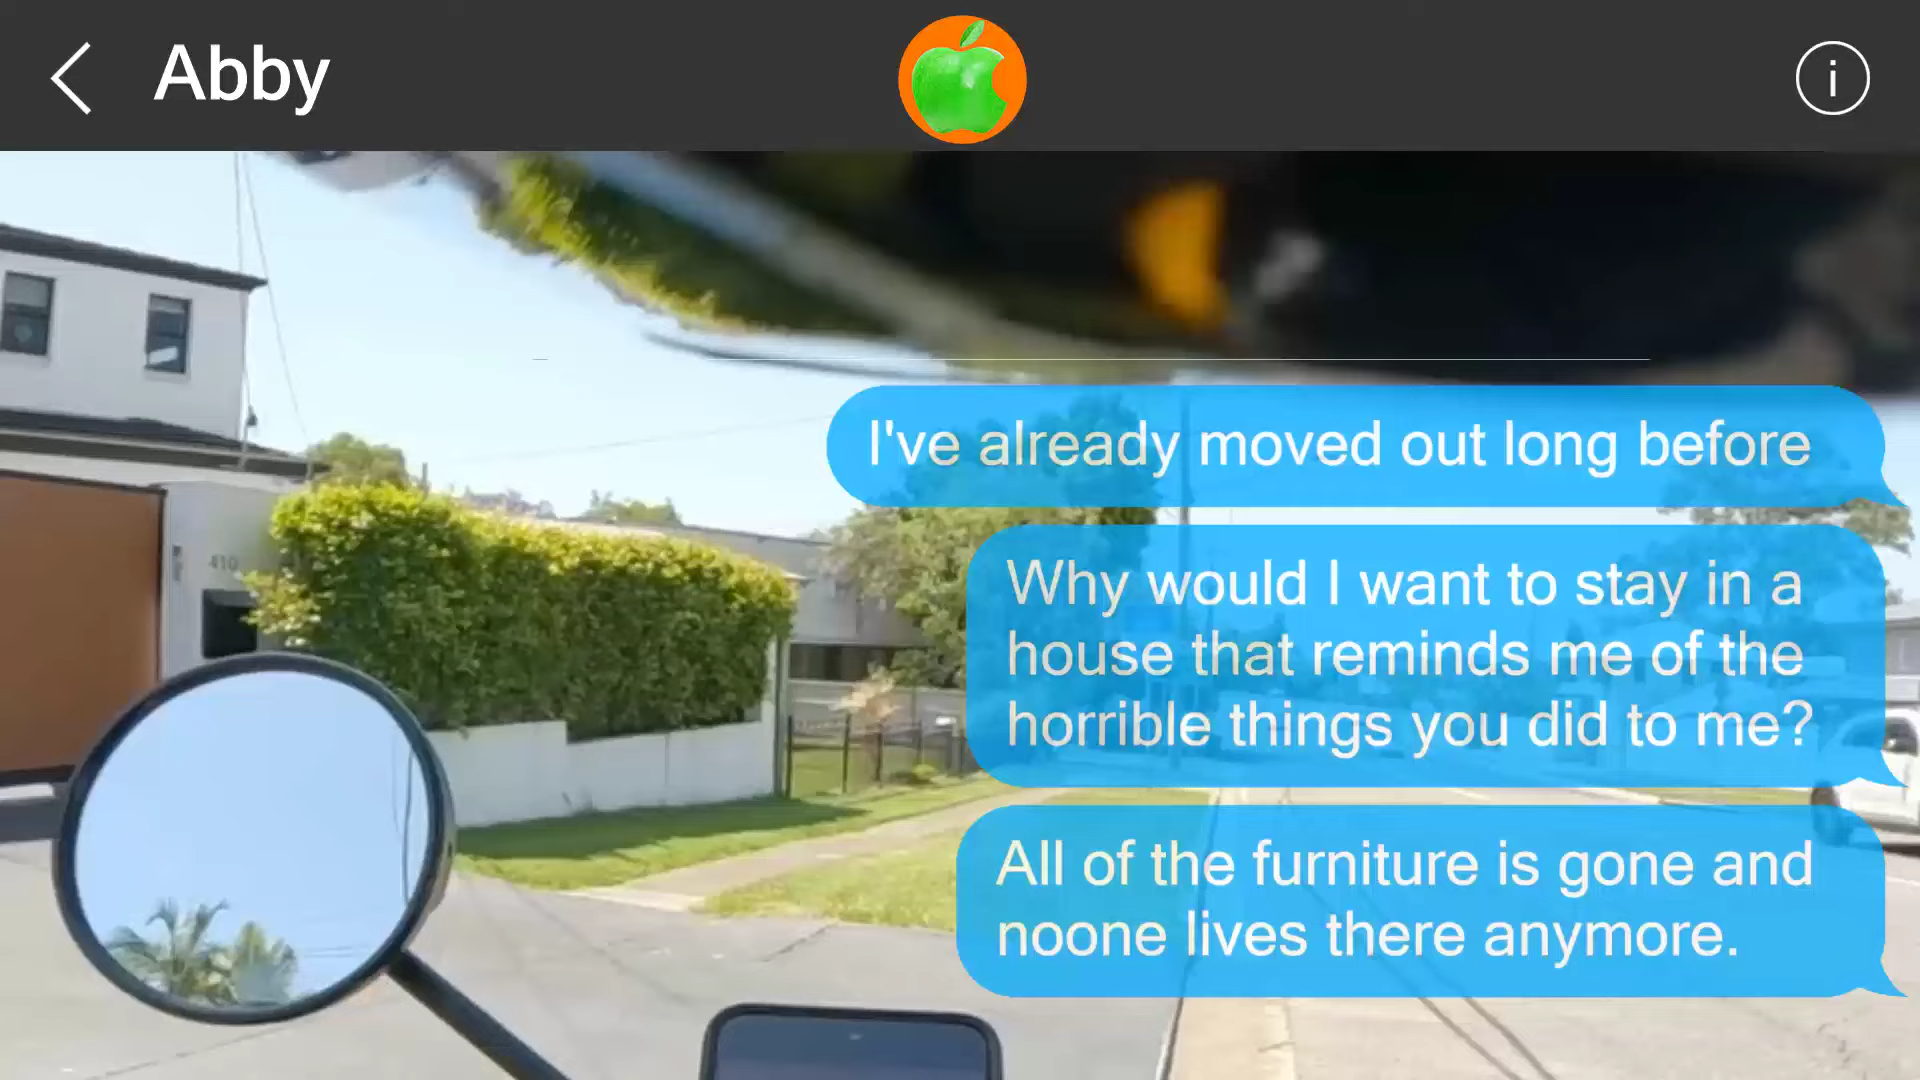 Abby
i
I've already moved out long before
Why would I want to stay in a
house that reminds me of the
horrible things you did to me?
All of the furniture is gone and
noone lives there anymore.
410